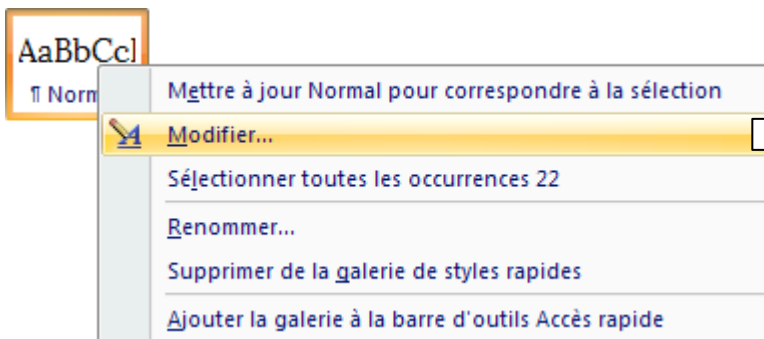 AaBbCcl
¶ Norm
Mettre à jour Normal pour correspondre à la sélection
Modifier...
Sélectionner toutes les occurrences 22
Renommer...
Supprimer de la galerie de styles rapides
Ajouter la galerie à la barre d'outils Accès rapide